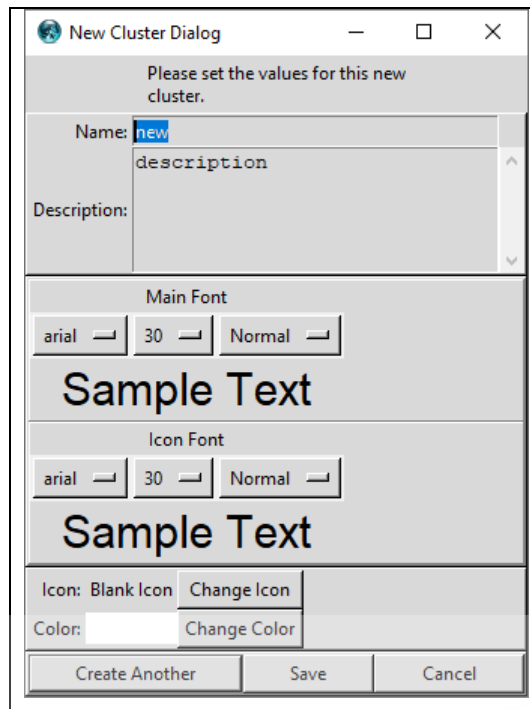 New Cluster Dialog
Please set the values for this new
cluster.
Name: new
description
Description:
Main Font
arial 30 Normal
Sample Text
Icon Font
arial 30 Normal
Sample Text
Icon: Blank Icon Change Icon
Color: Change Color
Create Another Save Cancel